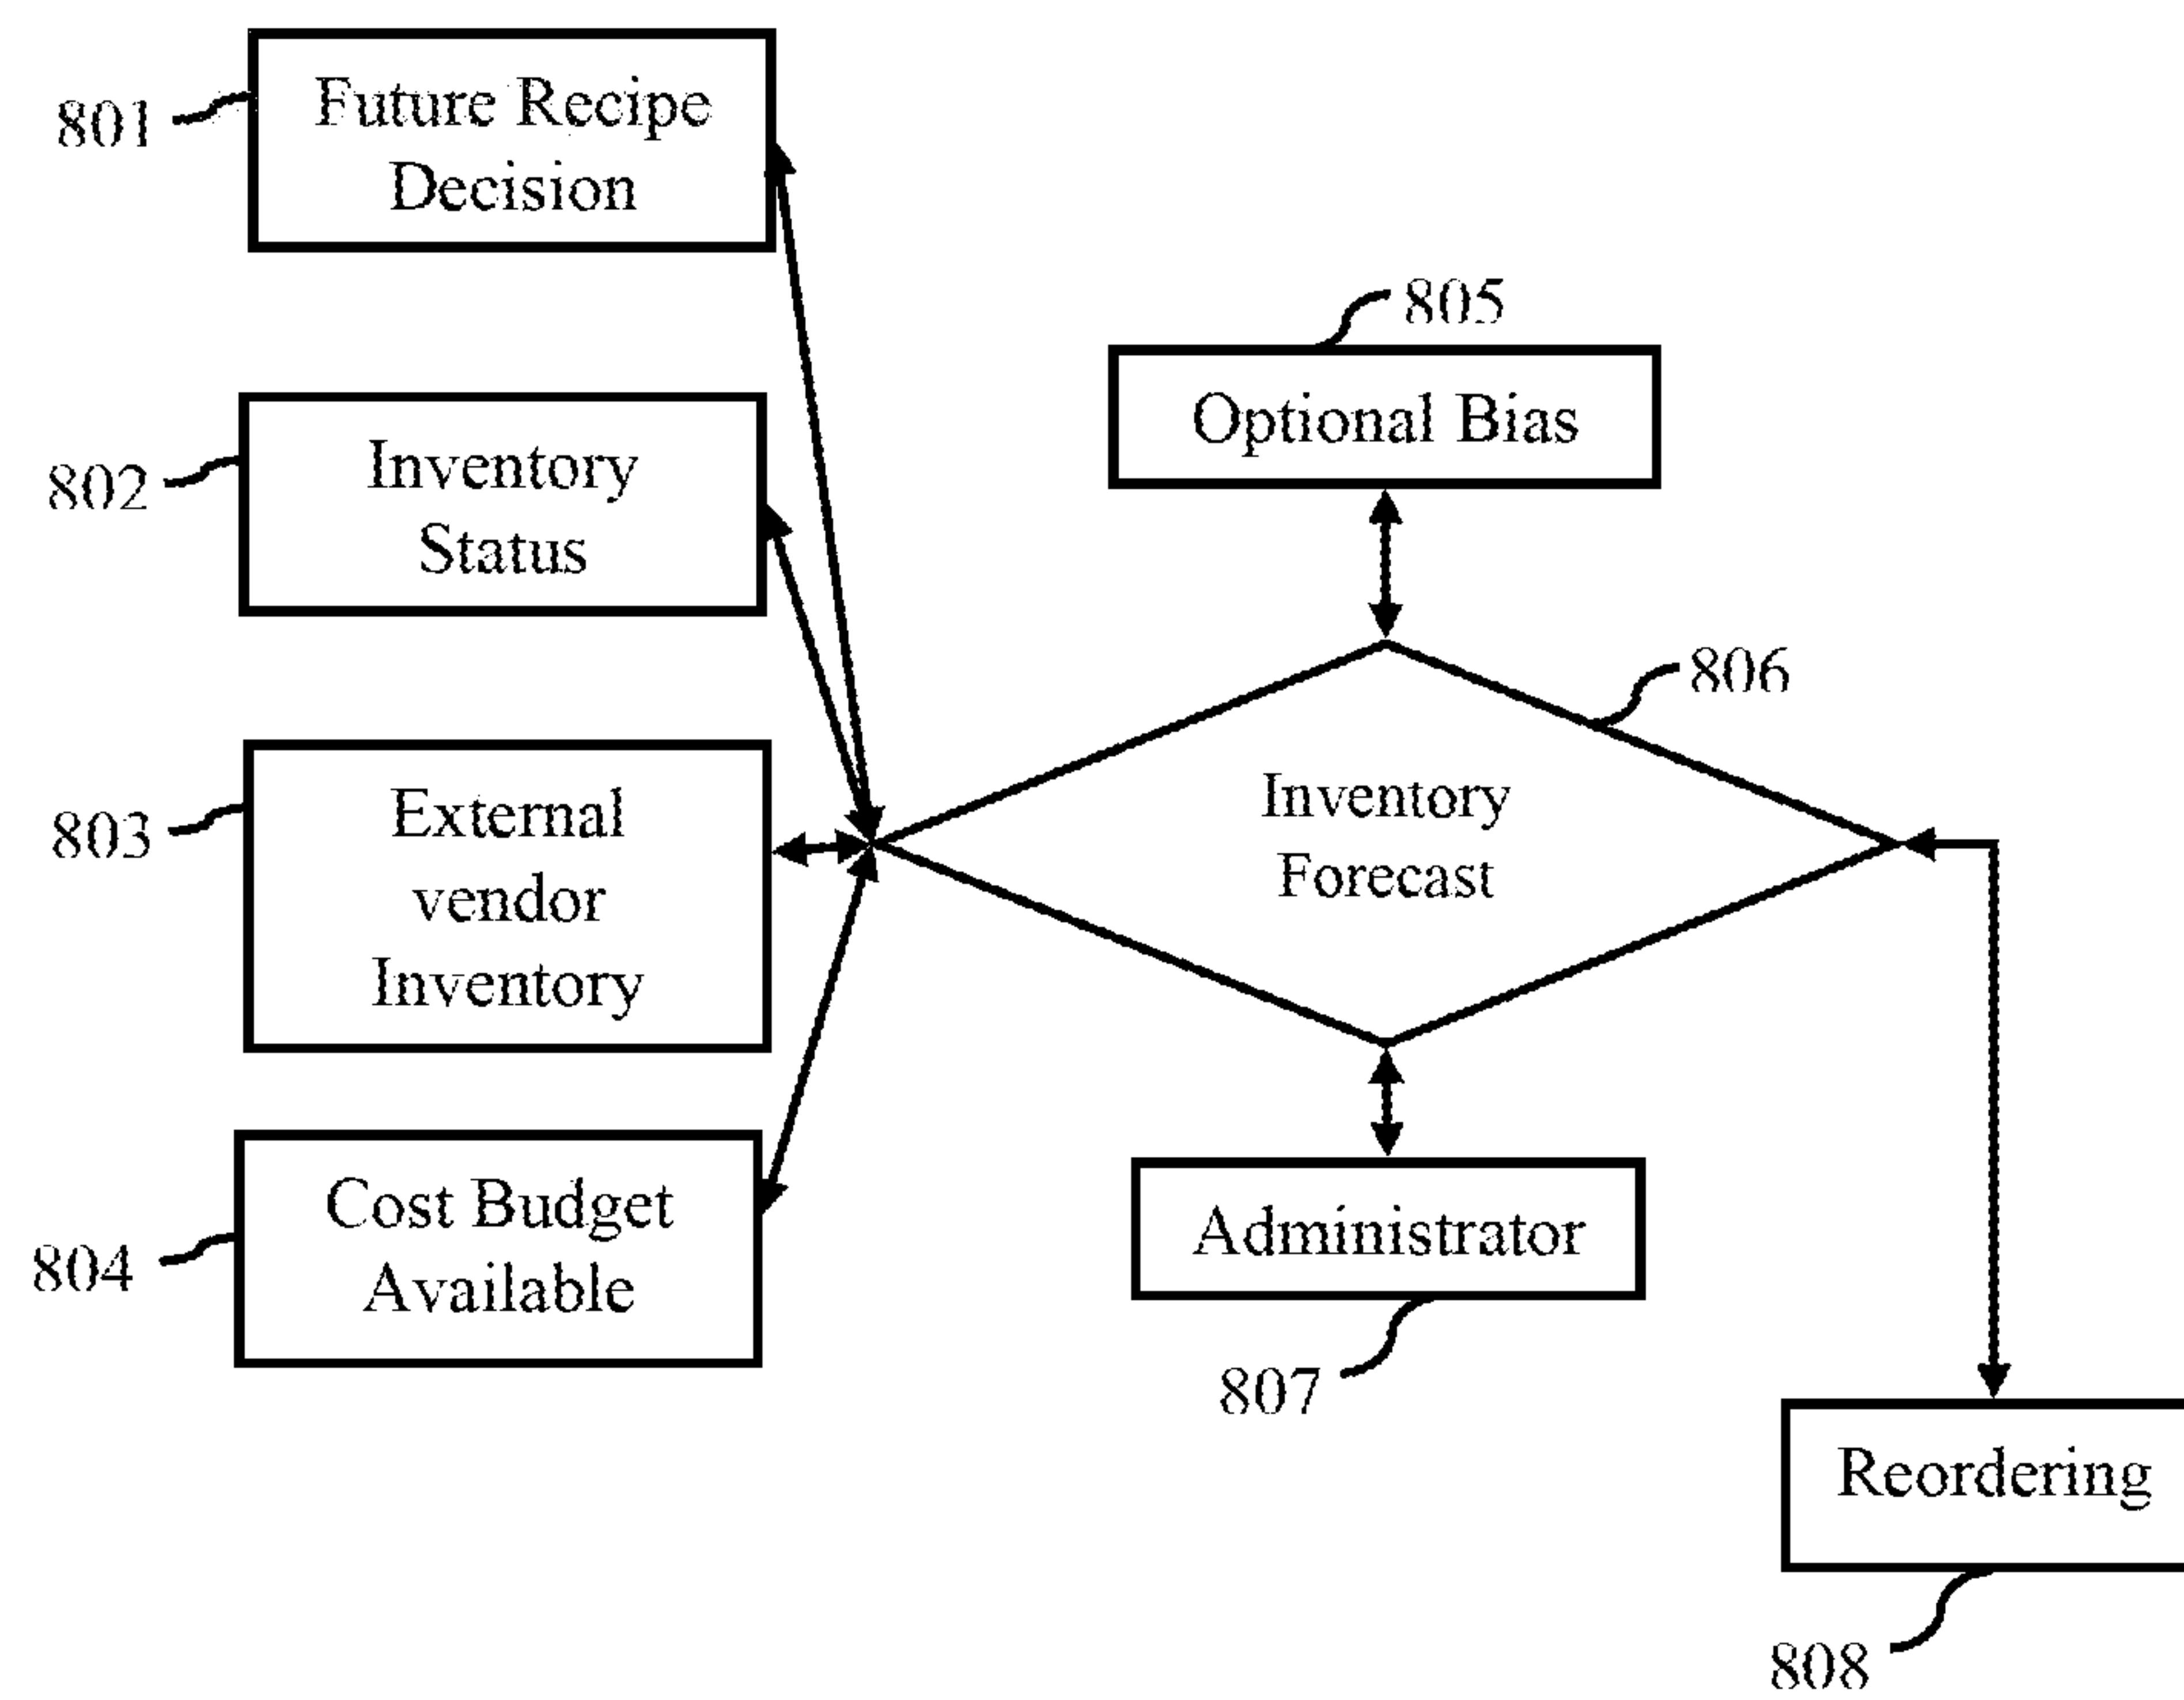 801
Future Recipe
Decision
802
Inventory
Status
803
External
vendor
Inventory
804
Cost Budget
Available
805
Optional Bias
806
Inventory
Forecast
Administrator
807
Reordering
808